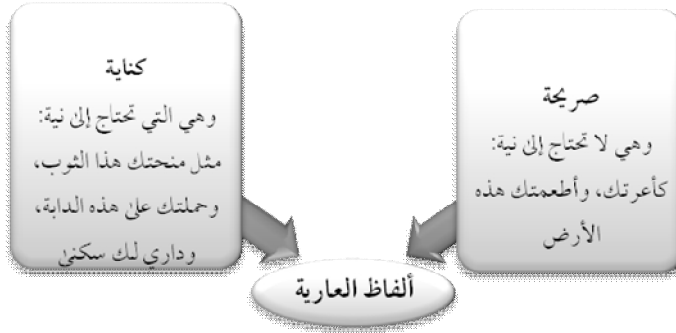 صريحة
وهي لا تحتاج إلى نية:
كأعرتك، وأطعمتك هذه
الأرض
كناية
وهي التي تحتاج إلى نية:
مثل منحتك هذا الثوب،
وحملتك على هذه الدابة،
وداري لك سكنى
ألفاظ العارية